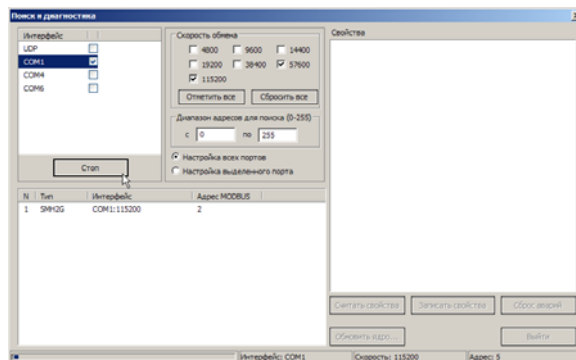 Поиск и диагностика
Интерфейс
UDP
COM1
COM4
COM6
Стоп
Скорость обмена
4800 9600 14400
19200 38400 57600
115200
Отметить все Сбросить все
Диапазон адресов для поиска (0-255)
с 0 по 255
Настройка всех портов
Настройка выделенного порта
Свойства
N Тип Интерфейс Адрес MODBUS
1 SMH2G COM1:115200 2
Считать свойства Записать свойства Сброс аварий
Обновить ядро... Выйти
Интерфейс: COM1 Скорость: 115200 Адрес: 5